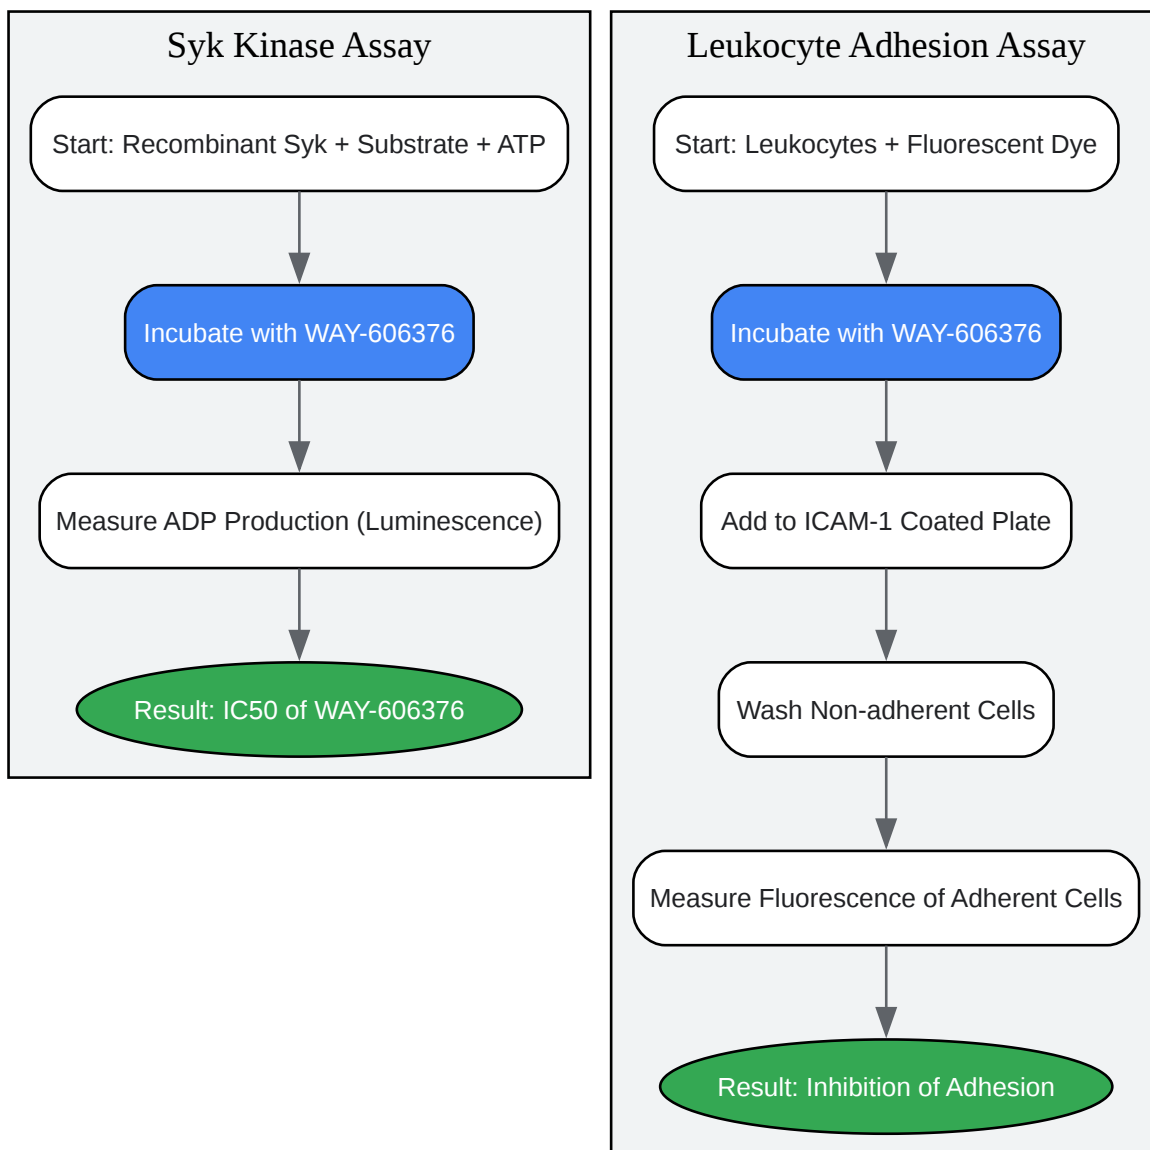 Syk Kinase Assay
Start: Recombinant Syk + Substrate + ATP
Incubate with WAY-606376
Measure ADP Production (Luminescence)
Result: IC50 of WAY-606376
Leukocyte Adhesion Assay
Start: Leukocytes + Fluorescent Dye
Incubate with WAY-606376
Add to ICAM-1 Coated Plate
Wash Non-adherent Cells
Measure Fluorescence of Adherent Cells
Result: Inhibition of Adhesion